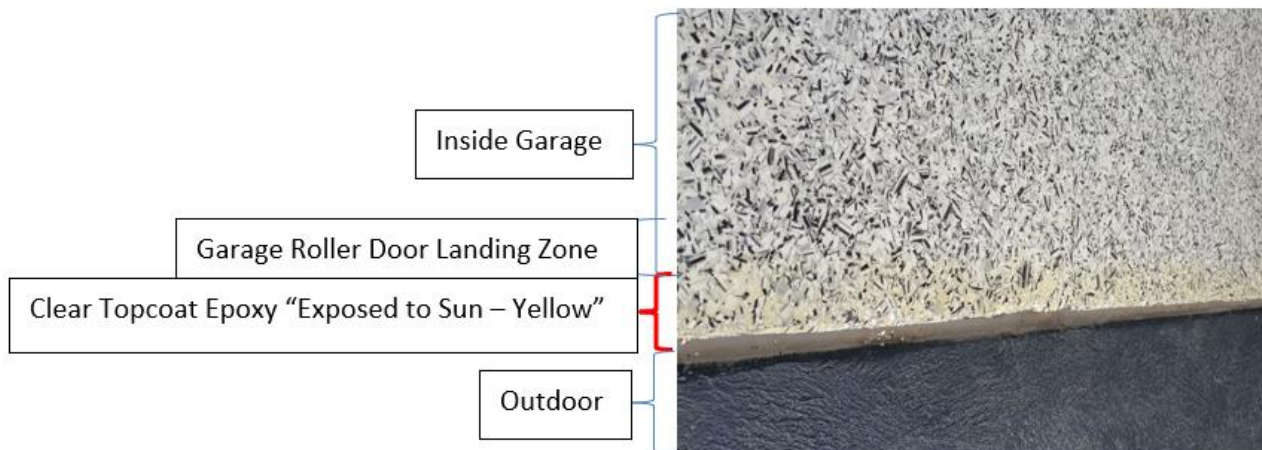 Inside Garage
Garage Roller Door Landing Zone
Clear Topcoat Epoxy “Exposed to Sun – Yellow”
Outdoor